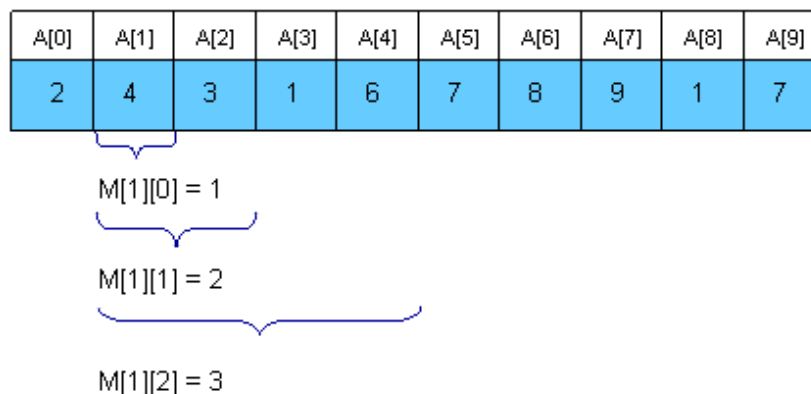 A[0] A[1] A[2] A[3] A[4] A[5] A[6] A[7] A[8] A[9]
2 4 3 1 6 7 8 9 1 7
M[1][0] = 1
M[1][1] = 2
M[1][2] = 3